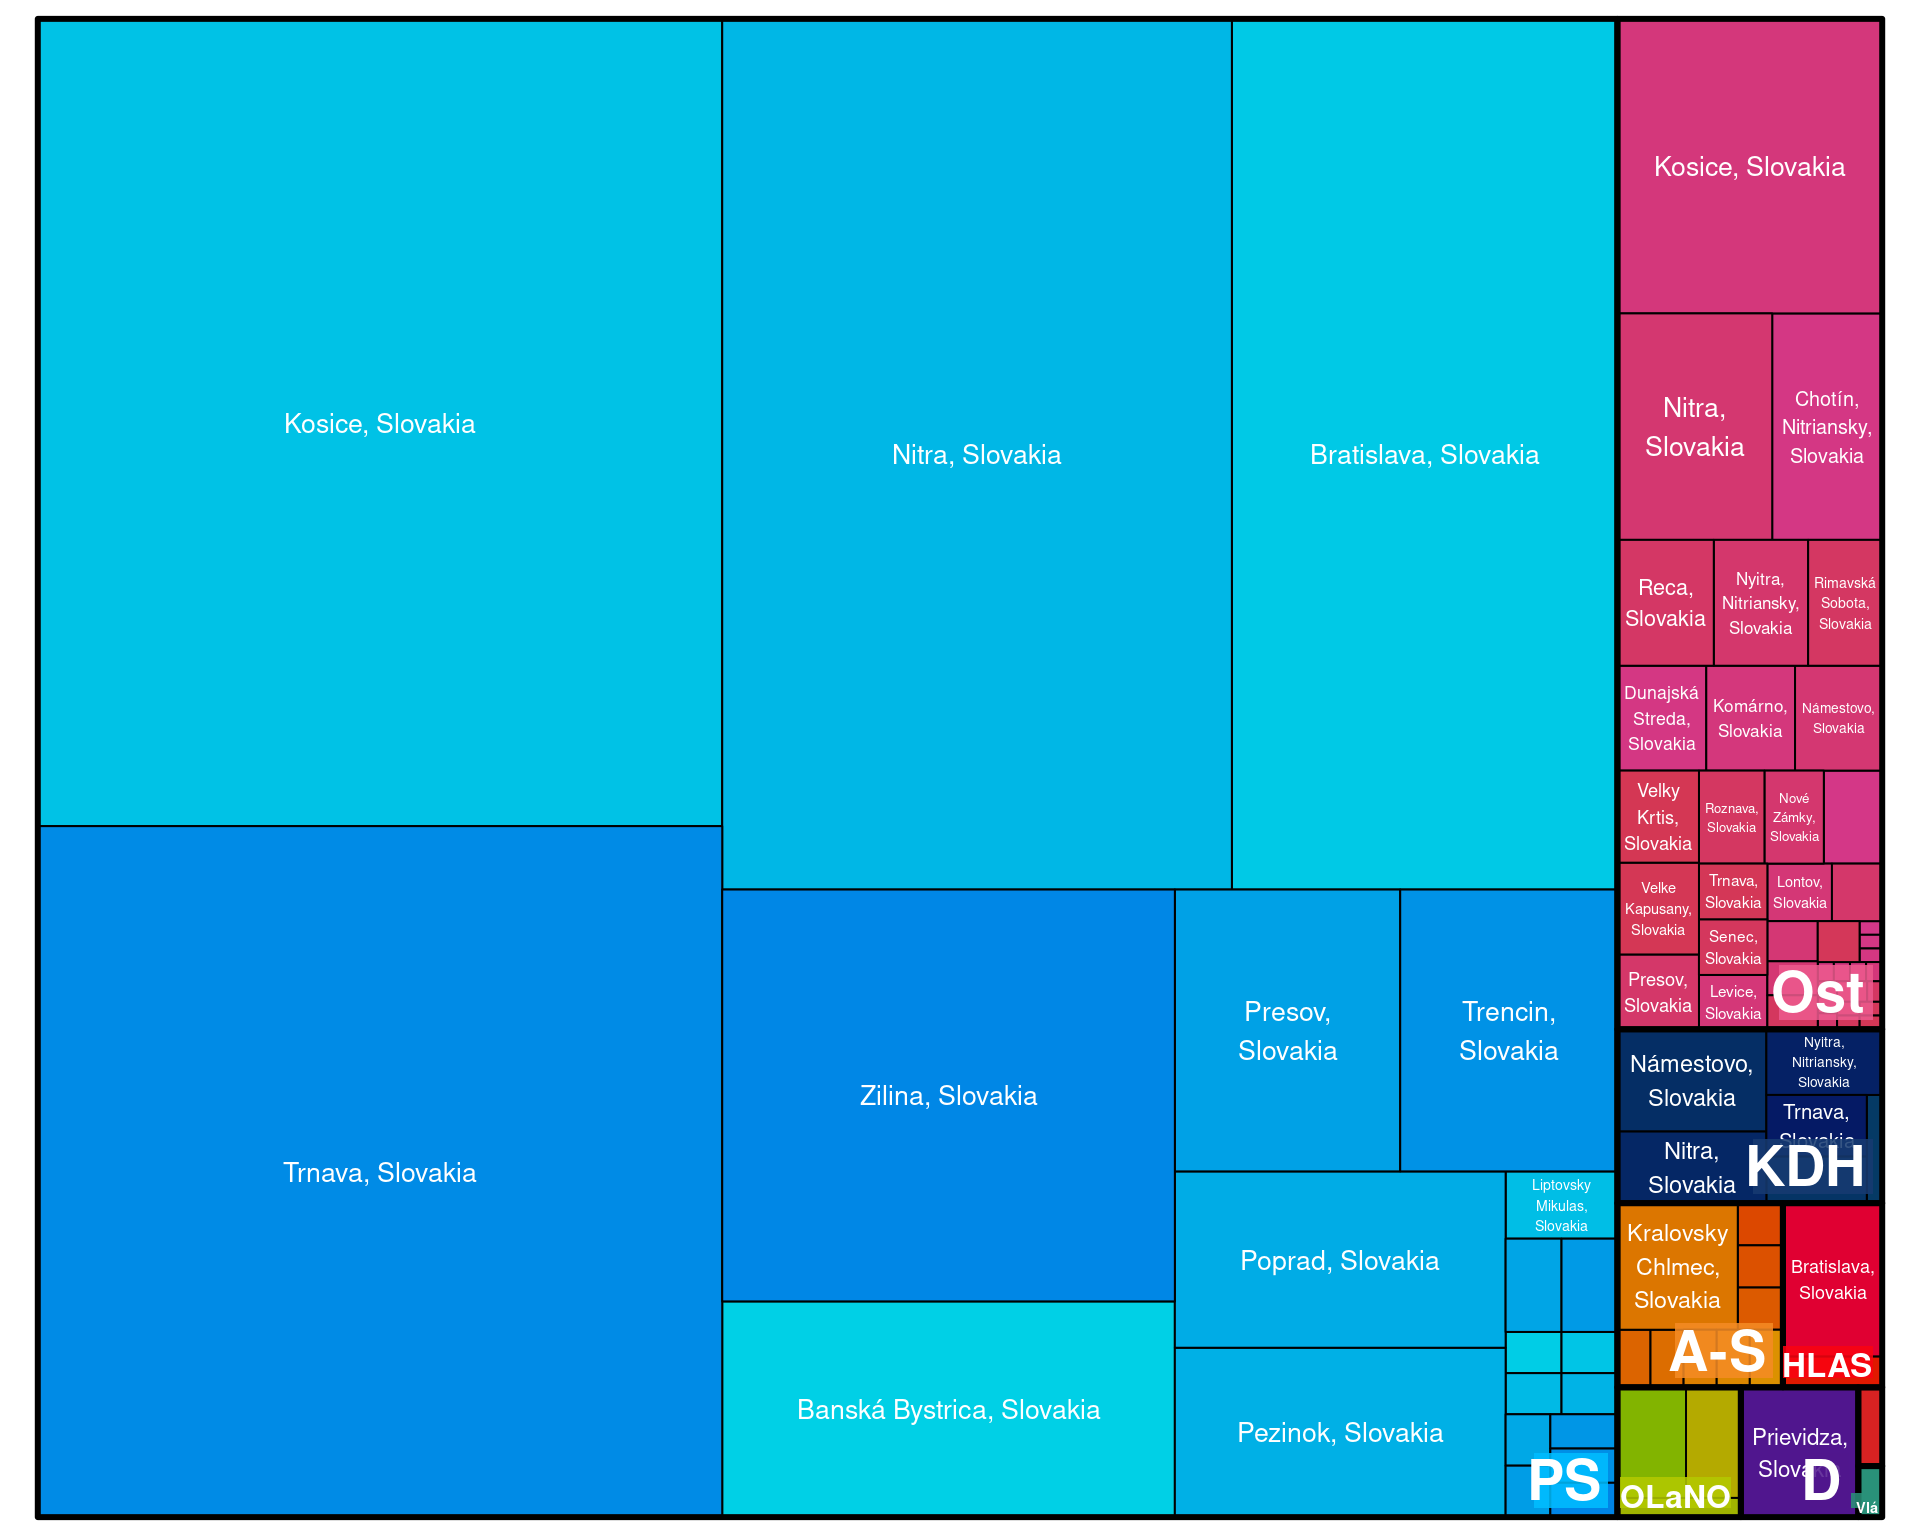 Kosice, Slovakia
Trnava, Slovakia
Nitra, Slovakia
Bratislava, Slovakia
Zilina, Slovakia
Banská Bystrica, Slovakia
Presov,
Slovakia
Trencin,
Slovakia
Poprad, Slovakia
Pezinok, Slovakia
Liptovsky
Mikulas,
Slovakia
PS
Kosice, Slovakia
Nitra,
Slovakia
Chotín,
Nitriansky,
Slovakia
Reca,
Slovakia
Nyitra,
Nitriansky,
Slovakia
Rimavská
Sobota,
Slovakia
Dunajská
Streda,
Slovakia
Komárno,
Slovakia
Námestovo,
Slovakia
Velky
Krtis,
Slovakia
Roznava,
Slovakia
Nové
Zámky,
Slovakia
Velke
Kapusany,
Slovakia
Trnava,
Slovakia
Lontov,
Slovakia
Senec,
Slovakia
Presov,
Slovakia
Levice,
Slovakia
Ost
Námestovo,
Slovakia
Nyitra,
Nitriansky,
Slovakia
Trnava,
Slovakia
Nitra,
Slovakia
KDH
Kralovsky
Chlmec,
Slovakia
A-S
Bratislava,
Slovakia
HLAS
OLaNO
Prievidza,
Slovakia
D
Vlá